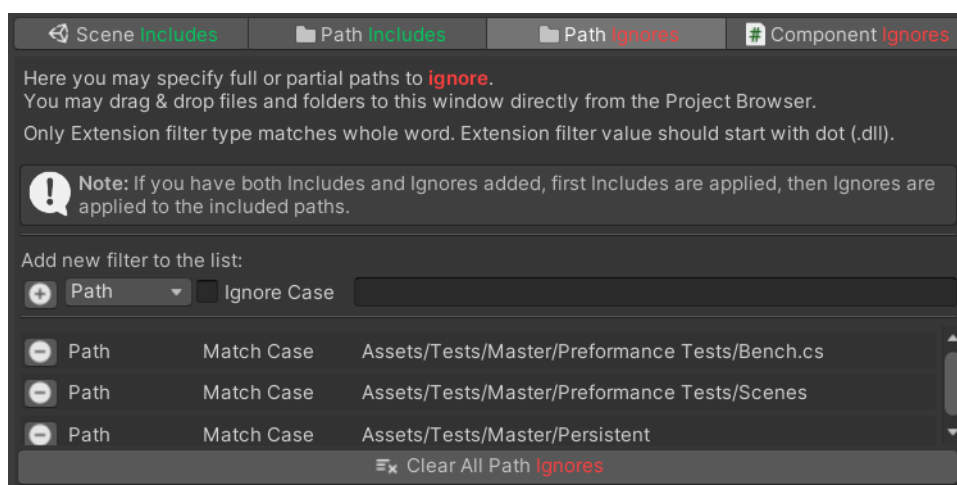 Scene Includes Path Includes Path Ignores # Component Ignores
Here you may specify full or partial paths to ignore.
You may drag & drop files and folders to this window directly from the Project Browser.
Only Extension filter type matches whole word. Extension filter value should start with dot (.dll).
Note: If you have both Includes and Ignores added, first Includes are applied, then Ignores are
applied to the included paths.
Add new filter to the list:
Path Ignore Case
Path Match Case Assets/Tests/Master/Preformance Tests/Bench.cs
Path Match Case Assets/Tests/Master/Preformance Tests/Scenes
Path Match Case Assets/Tests/Master/Persistent
Clear All Path Ignores